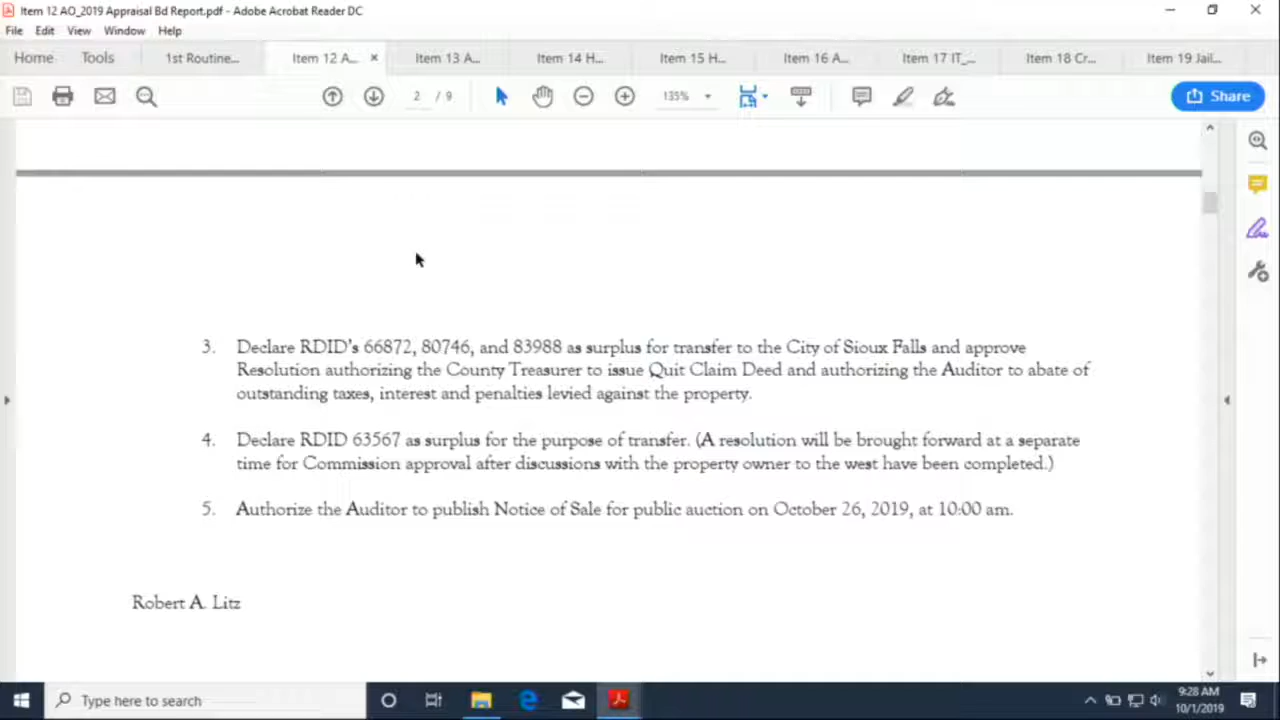 Item 12 AO_2019 Appraisal Bd Report.pdf - Adobe Acrobat Reader DC
File Edit View Window Help
Home Tools 1st Routine... Item 12 A... Item 13 A... Item 14 H... Item 15 H... Item 16 A... Item 17 IT_... Item 18 Cr... Item 19 Jail...
2 / 9 135% Share
3. Declare RDID's 66872, 80746, and 83988 as surplus for transfer to the City of Sioux Falls and approve
Resolution authorizing the County Treasurer to issue Quit Claim Deed and authorizing the Auditor to abate of
outstanding taxes, interest and penalties levied against the property.
4. Declare RDID 63567 as surplus for the purpose of transfer. (A resolution will be brought forward at a separate
time for Commission approval after discussions with the property owner to the west have been completed.)
5. Authorize the Auditor to publish Notice of Sale for public auction on October 26, 2019, at 10:00 am.
Robert A. Litz
Type here to search
9:28 AM
10/1/2019